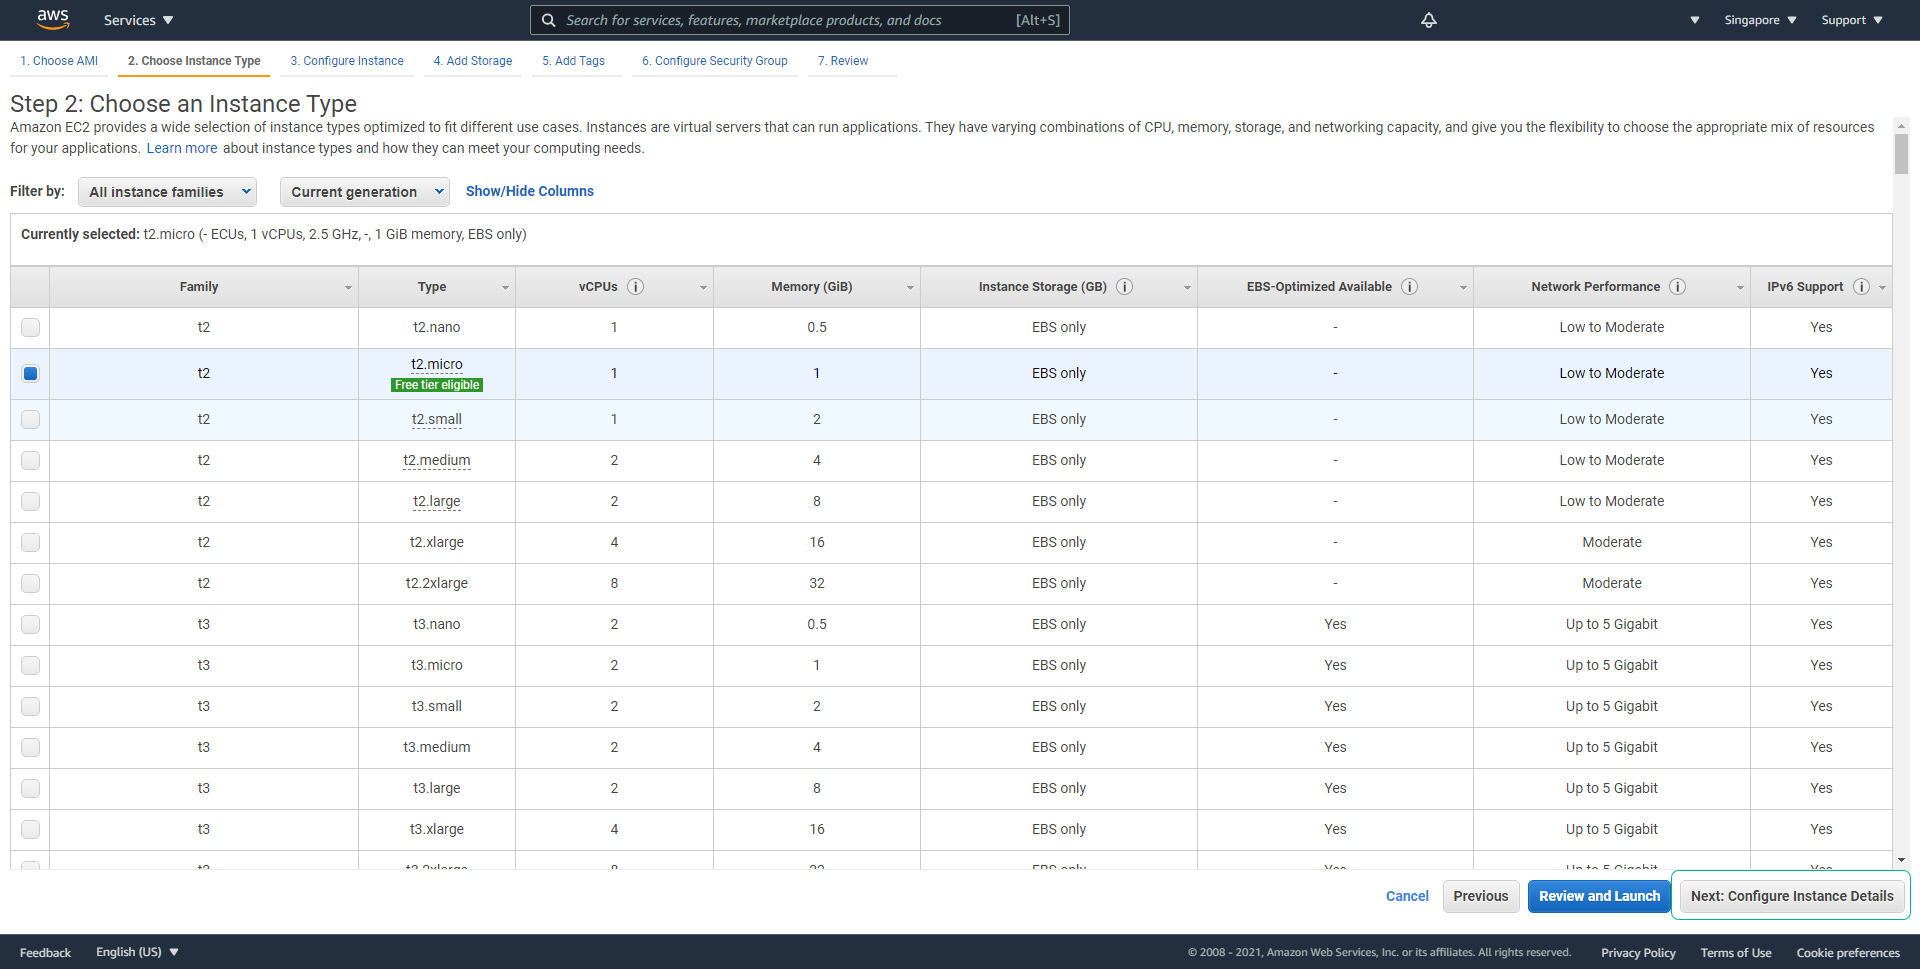 aws
Services
Search for services, features, marketplace products, and docs [Alt+S]
Singapore
Support
1. Choose AMI
2. Choose Instance Type
3. Configure Instance
4. Add Storage
5. Add Tags
6. Configure Security Group
7. Review
Step 2: Choose an Instance Type
Amazon EC2 provides a wide selection of instance types optimized to fit different use cases. Instances are virtual servers that can run applications. They have varying combinations of CPU, memory, storage, and networking capacity, and give you the flexibility to choose the appropriate mix of resources
for your applications. Learn more about instance types and how they can meet your computing needs.
Filter by: All instance families Current generation Show/Hide Columns
Currently selected: t2.micro (- ECUs, 1 vCPUs, 2.5 GHz, -, 1 GiB memory, EBS only)
Family Type vCPUs i Memory (GiB) Instance Storage (GB) i EBS-Optimized Available i Network Performance i IPv6 Support i
t2 t2.nano 1 0.5 EBS only - Low to Moderate Yes
t2 t2.micro 1 1 EBS only - Low to Moderate Yes
Free tier eligible
t2 t2.small 1 2 EBS only - Low to Moderate Yes
t2 t2.medium 2 4 EBS only - Low to Moderate Yes
t2 t2.large 2 8 EBS only - Low to Moderate Yes
t2 t2.xlarge 4 16 EBS only - Moderate Yes
t2 t2.2xlarge 8 32 EBS only - Moderate Yes
t3 t3.nano 2 0.5 EBS only Yes Up to 5 Gigabit Yes
t3 t3.micro 2 1 EBS only Yes Up to 5 Gigabit Yes
t3 t3.small 2 2 EBS only Yes Up to 5 Gigabit Yes
t3 t3.medium 2 4 EBS only Yes Up to 5 Gigabit Yes
t3 t3.large 2 8 EBS only Yes Up to 5 Gigabit Yes
t3 t3.xlarge 4 16 EBS only Yes Up to 5 Gigabit Yes
t3 t3.2xlarge 8 32 EBS only Yes Up to 5 Gigabit Yes
Cancel Previous Review and Launch Next: Configure Instance Details
Feedback English (US) © 2008 - 2021, Amazon Web Services, Inc. or its affiliates. All rights reserved. Privacy Policy Terms of Use Cookie preferences